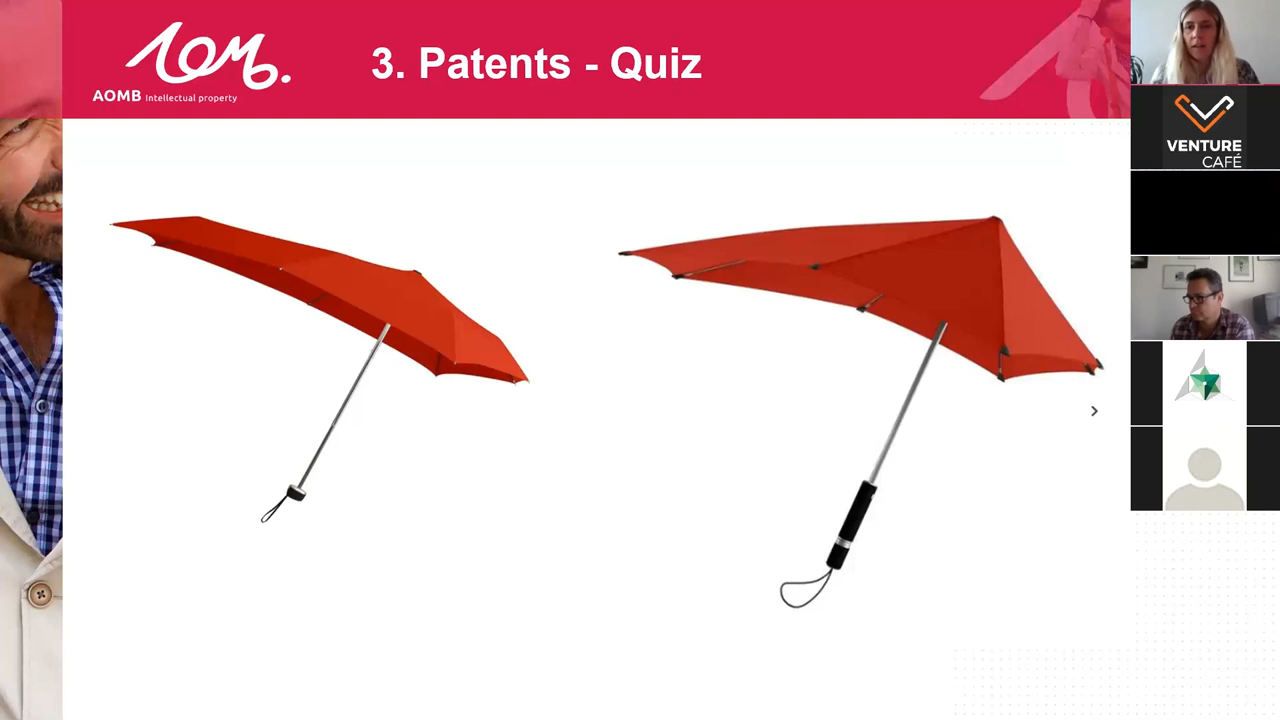 AOMB.
AOMB Intellectual property
3. Patents - Quiz
VENTURE
CAFÉ